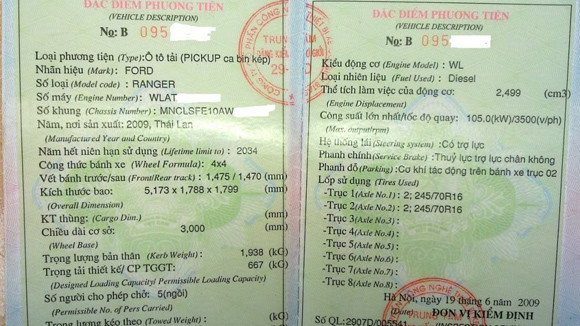 ĐẶC ĐIỂM PHƯƠNG TIỆN
(VEHICLE DESCRIPTION)
No: B 095
Loại phương tiện (Type): Ô tô tải (PICKUP ca bin kép)
Nhãn hiệu (Mark): FORD
Số loại (Model code) : RANGER
Số máy (Engine Number) : WLAT
Số khung (Chassis Number) : MNCLSFE10AW
Năm, nơi sản xuất: 2009, Thái Lan
(Manufactured Year and Country)
Năm hết niên hạn sử dụng (Lifetime limit to) : 2034
Công thức bánh xe (Wheel Formula): 4x4
Vết bánh trước/sau (Front/Rear track) : 1,475 / 1,470 (mm)
Kích thước bao: 5,173 x 1,788 x 1,799 (mm)
(Overall Dimension)
KT thùng: (Cargo Dim.) (mm)
Chiều dài cơ sở: 3,000 (mm)
(Wheel Base)
Trọng lượng bản thân (Kerb Weight) : 1,938 (kG)
Trọng tải thiết kế/ CP TGGT: 667 (kG)
(Designed Loading Capacity/ Permissible Loading Capacity)
Số người cho phép chở: 5(ngồi)
(Permissible No. of Pers Carried)
Trọng lượng kéo theo (Towed Weight) : (kG)
ĐẶC ĐIỂM PHƯƠNG TIỆN
(VEHICLE DESCRIPTION)
No: B 095
Kiểu động cơ (Engine Model) : WL
Loại nhiên liệu (Fuel Used) : Diesel
Thể tích làm việc của động cơ: 2,499 (cm3)
(Engine Displacement)
Công suất lớn nhất/tốc độ quay: 105.0(kW)/3500(v/ph)
(Max. output/rpm)
Hệ thống lái (Steering system) : Có trợ lực
Phanh chính (Service Brake) : Thuỷ lực trợ lực chân không
Phanh đỗ (Parking) : Cơ khí tác động trên bánh xe trục 02
Lốp sử dụng (Tires Used)
-Trục 1 (Axle No.1) : 2; 245/70R16
-Trục 2 (Axle No.2) : 2; 245/70R16
-Trục 3 (Axle No.3) :
-Trục 4 (Axle No.4) :
-Trục 5 (Axle No.5) :
-Trục 6 (Axle No.6) :
-Trục 7 (Axle No.7) :
-Trục 8 (Axle No.8) :
Hà Nội, ngày 19 tháng 6 năm 2009
(Date)
ĐƠN VỊ KIỂM ĐỊNH
Số QL: 2907D/005541